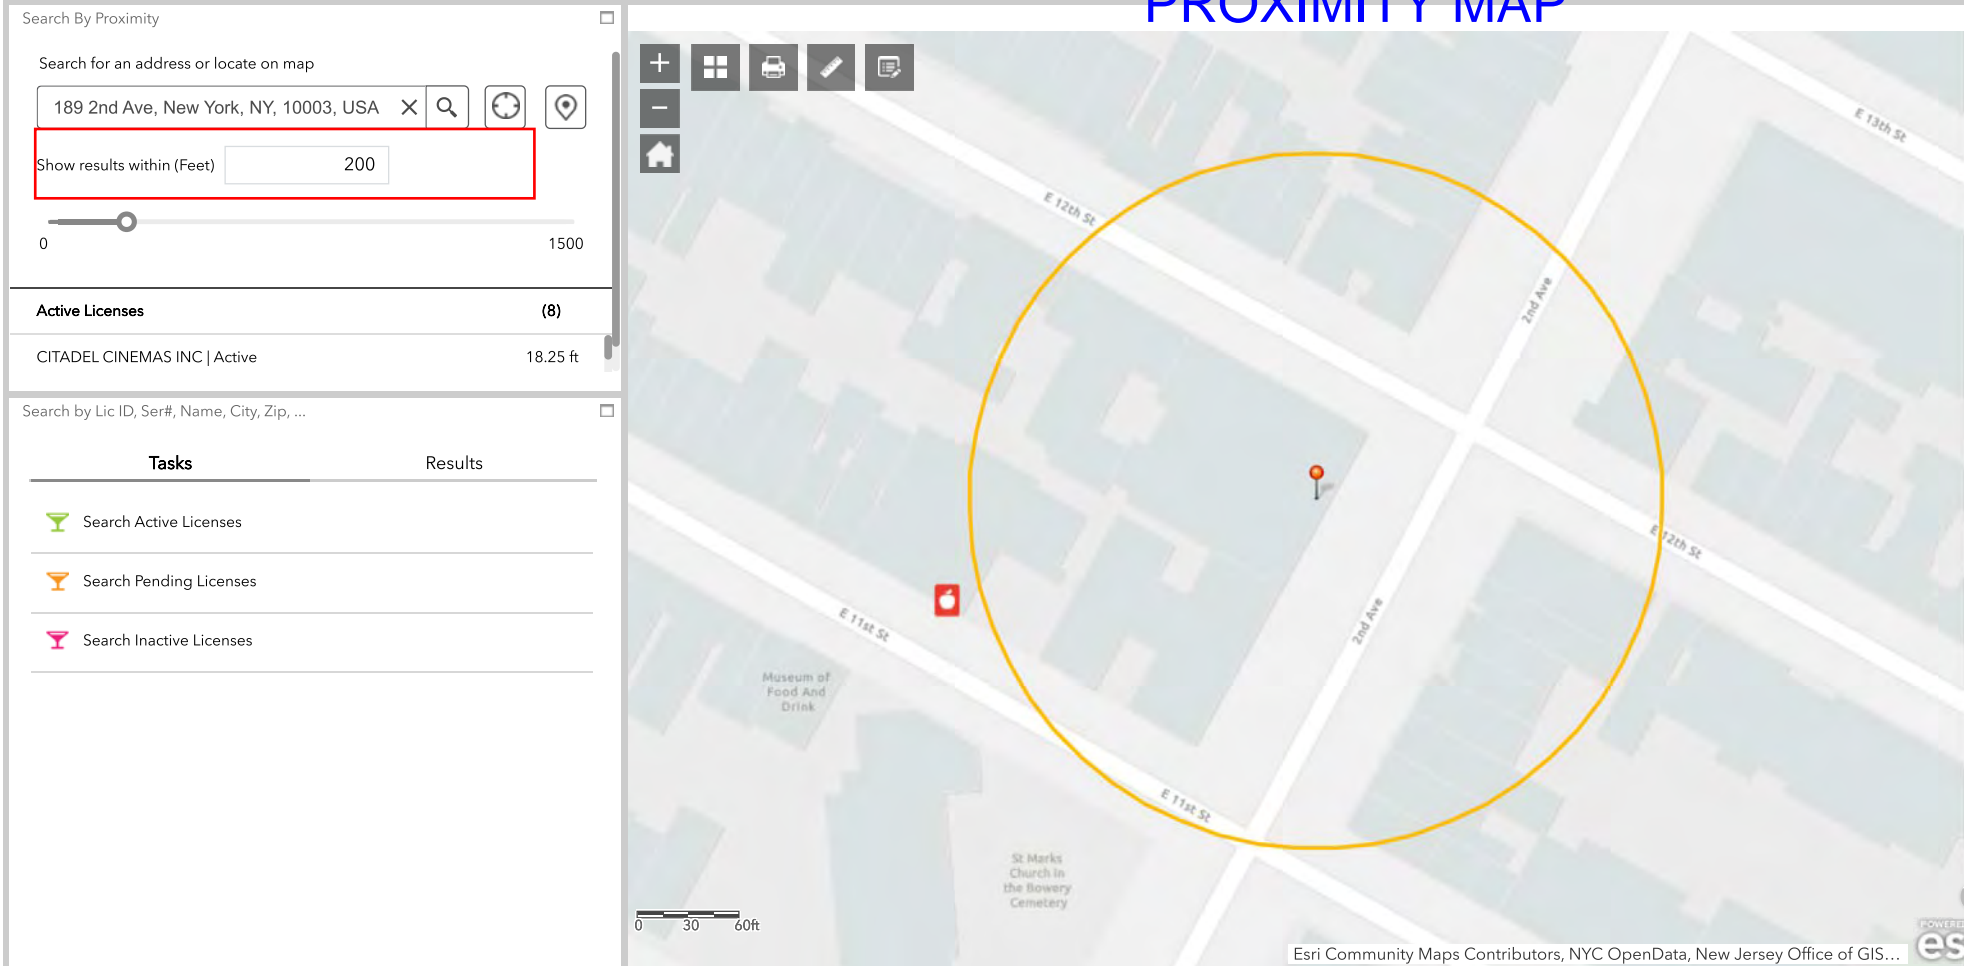 PROXIMITY MAP
Search By Proximity
Search for an address or locate on map
189 2nd Ave, New York, NY, 10003, USA
Show results within (Feet) 200
0 1500
Active Licenses (8)
CITADEL CINEMAS INC | Active 18.25 ft
Search by Lic ID, Ser#, Name, City, Zip, ...
Tasks Results
Search Active Licenses
Search Pending Licenses
Search Inactive Licenses
E 13th St
E 12th St
2nd Ave
E 12th St
E 11st St
2nd Ave
Museum of
Food And
Drink
E 11st St
St Marks
Church in
the Bowery
Cemetery
0 30 60ft
Esri Community Maps Contributors, NYC OpenData, New Jersey Office of GIS...